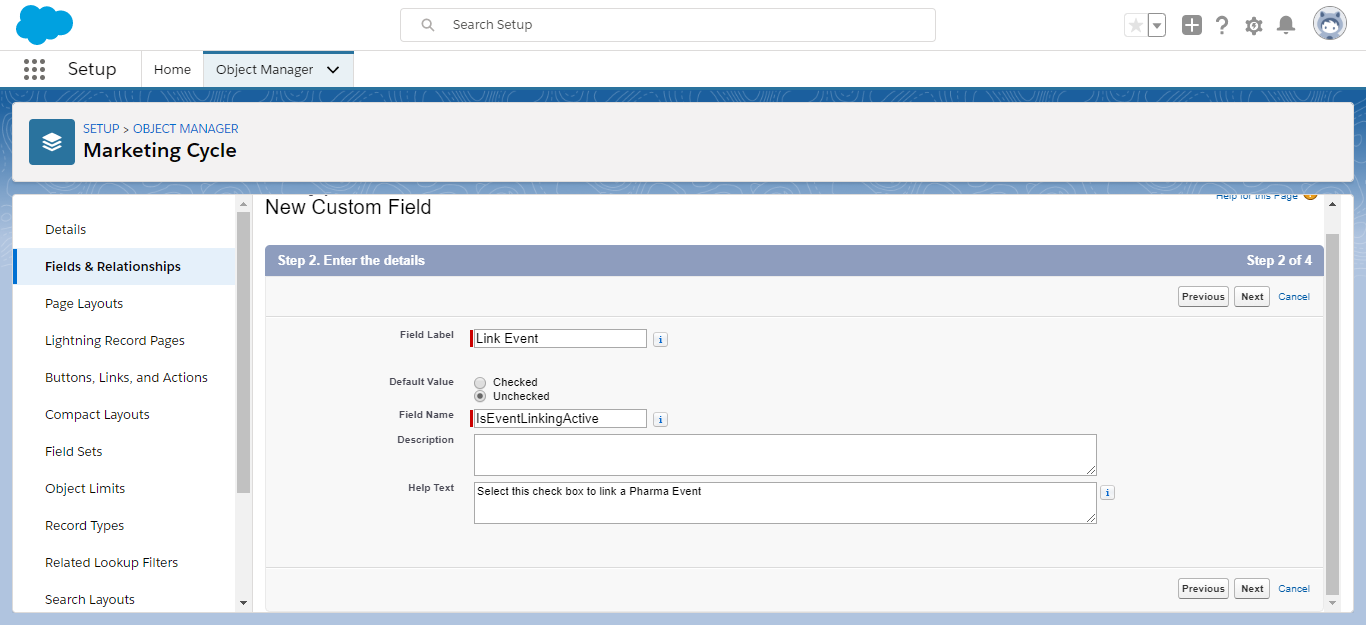 Search Setup
Setup
Home
Object Manager
SETUP > OBJECT MANAGER
Marketing Cycle
Details
Fields & Relationships
Page Layouts
Lightning Record Pages
Buttons, Links, and Actions
Compact Layouts
Field Sets
Object Limits
Record Types
Related Lookup Filters
Search Layouts
New Custom Field
Help for this Page
Step 2. Enter the details
Step 2 of 4
Previous Next Cancel
Field Label
Link Event
i
Default Value
Checked
Unchecked
Field Name
IsEventLinkingActive
i
Description
Help Text
Select this check box to link a Pharma Event
i
Previous Next Cancel